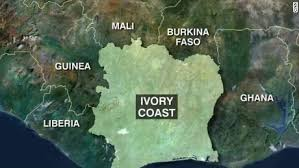 MALI
BURKINA
FASO
GUINEA
IVORY
COAST
GHANA
LIBERIA